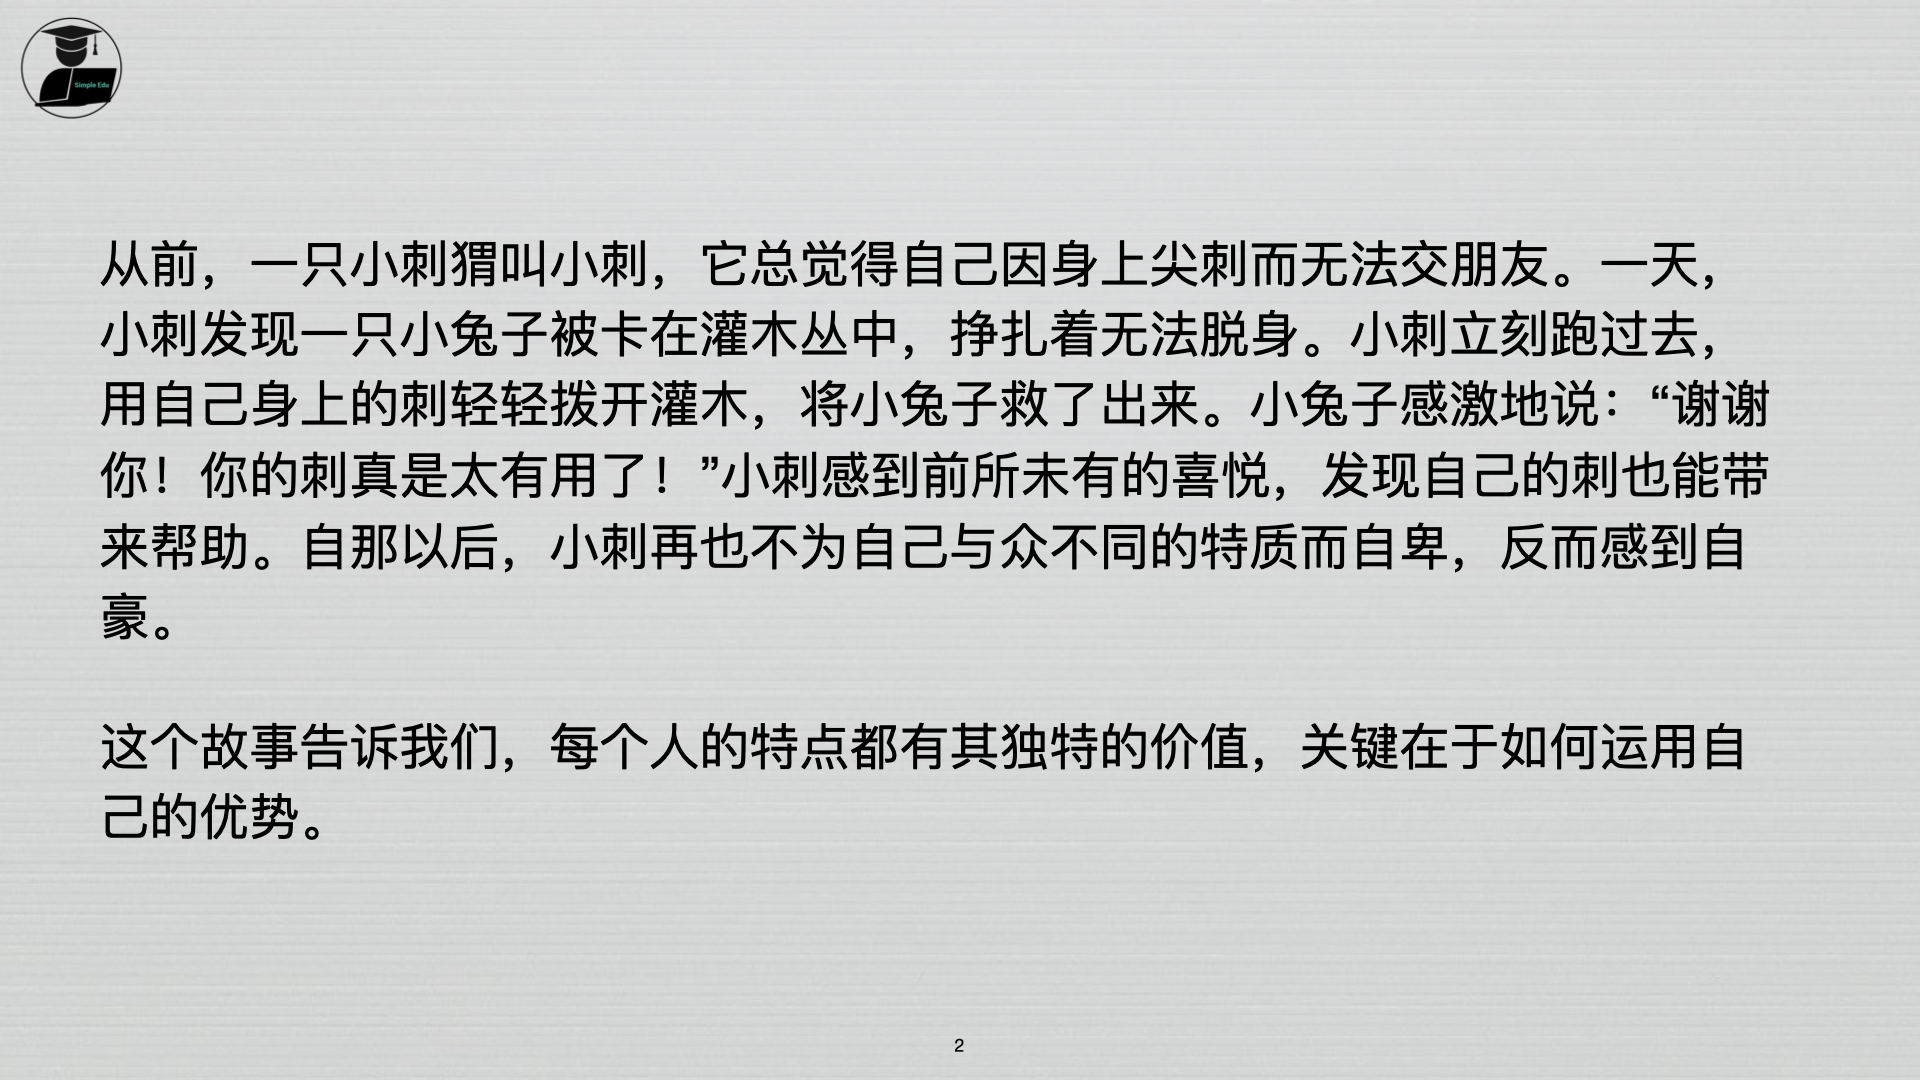 Simple Edu
从前，一只小刺猬叫小刺，它总觉得自己因身上尖刺而无法交朋友。一天，
小刺发现一只小兔子被卡在灌木丛中，挣扎着无法脱身。小刺立刻跑过去，
用自己身上的刺轻轻拨开灌木，将小兔子救了出来。小兔子感激地说：“谢谢
你！你的刺真是太有用了！”小刺感到前所未有的喜悦，发现自己的刺也能带
来帮助。自那以后，小刺再也不为自己与众不同的特质而自卑，反而感到自
豪。
这个故事告诉我们，每个人的特点都有其独特的价值，关键在于如何运用自
己的优势。
2